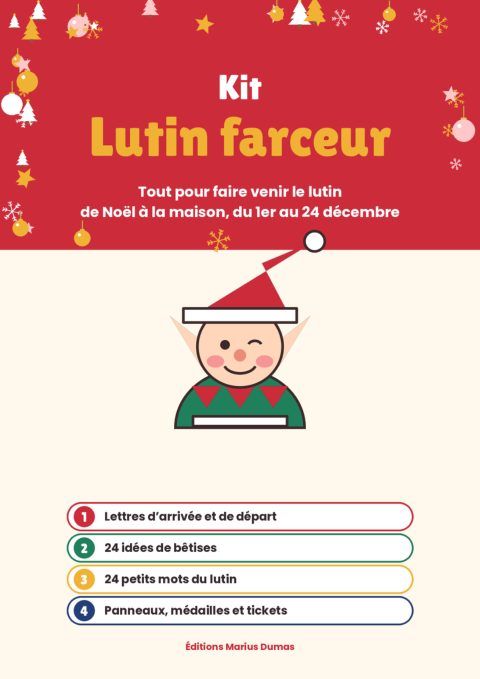 Kit
Lutin farceur
Tout pour faire venir le lutin
de Noël à la maison, du 1er au 24 décembre
1 Lettres d'arrivée et de départ
2 24 idées de bêtises
3 24 petits mots du lutin
4 Panneaux, médailles et tickets
Éditions Marius Dumas